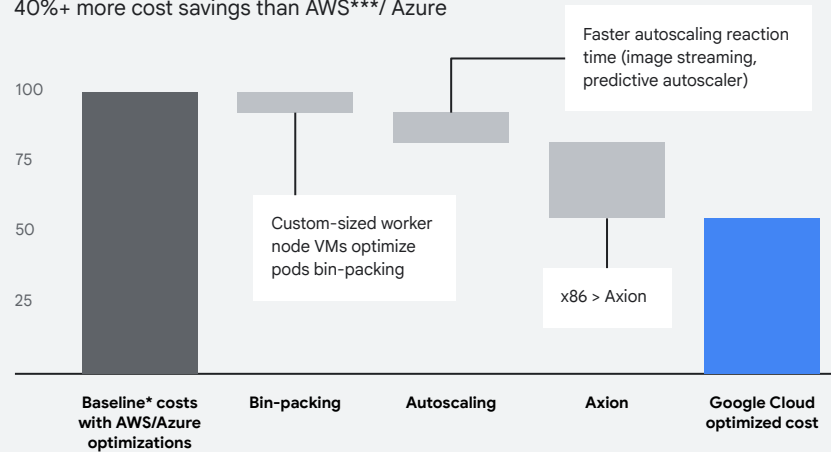 40%+ more cost savings than AWS***/ Azure
Faster autoscaling reaction
time (image streaming,
predictive autoscaler)
100
75
50
25
Custom-sized worker
node VMs optimize
pods bin-packing
x86 > Axion
Baseline* costs
with AWS/Azure
optimizations
Bin-packing
Autoscaling
Axion
Google Cloud
optimized cost